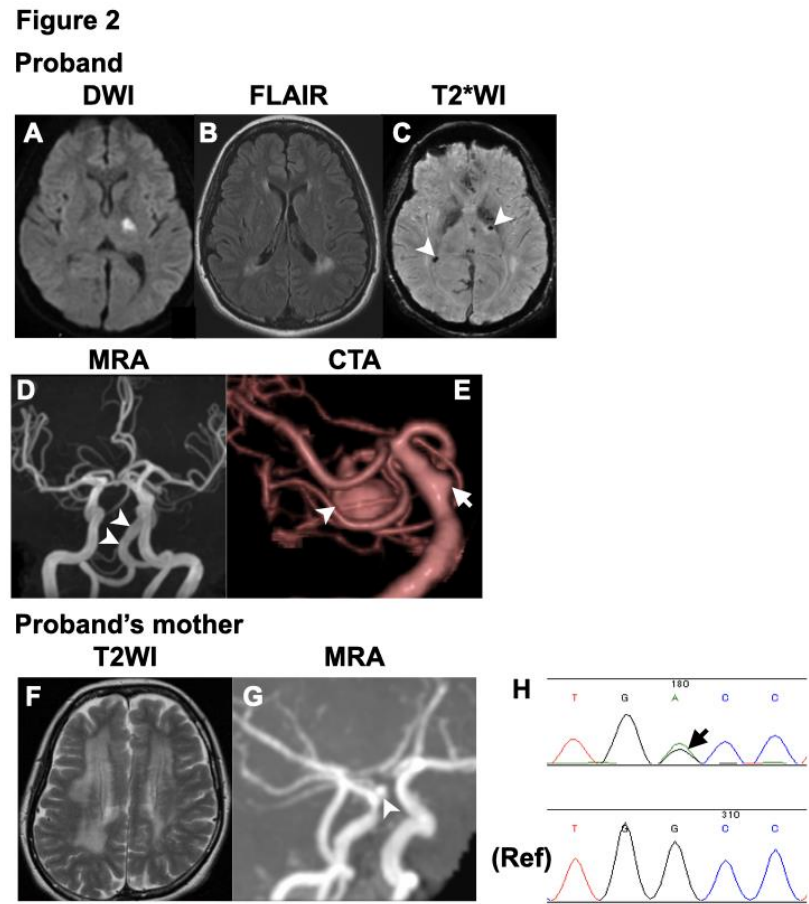 Figure 2
Proband
DWI FLAIR T2*WI
A B C
MRA CTA
D E
Proband's mother
T2WI MRA
F G H
180
T G A C C
310
(Ref) T G G C C